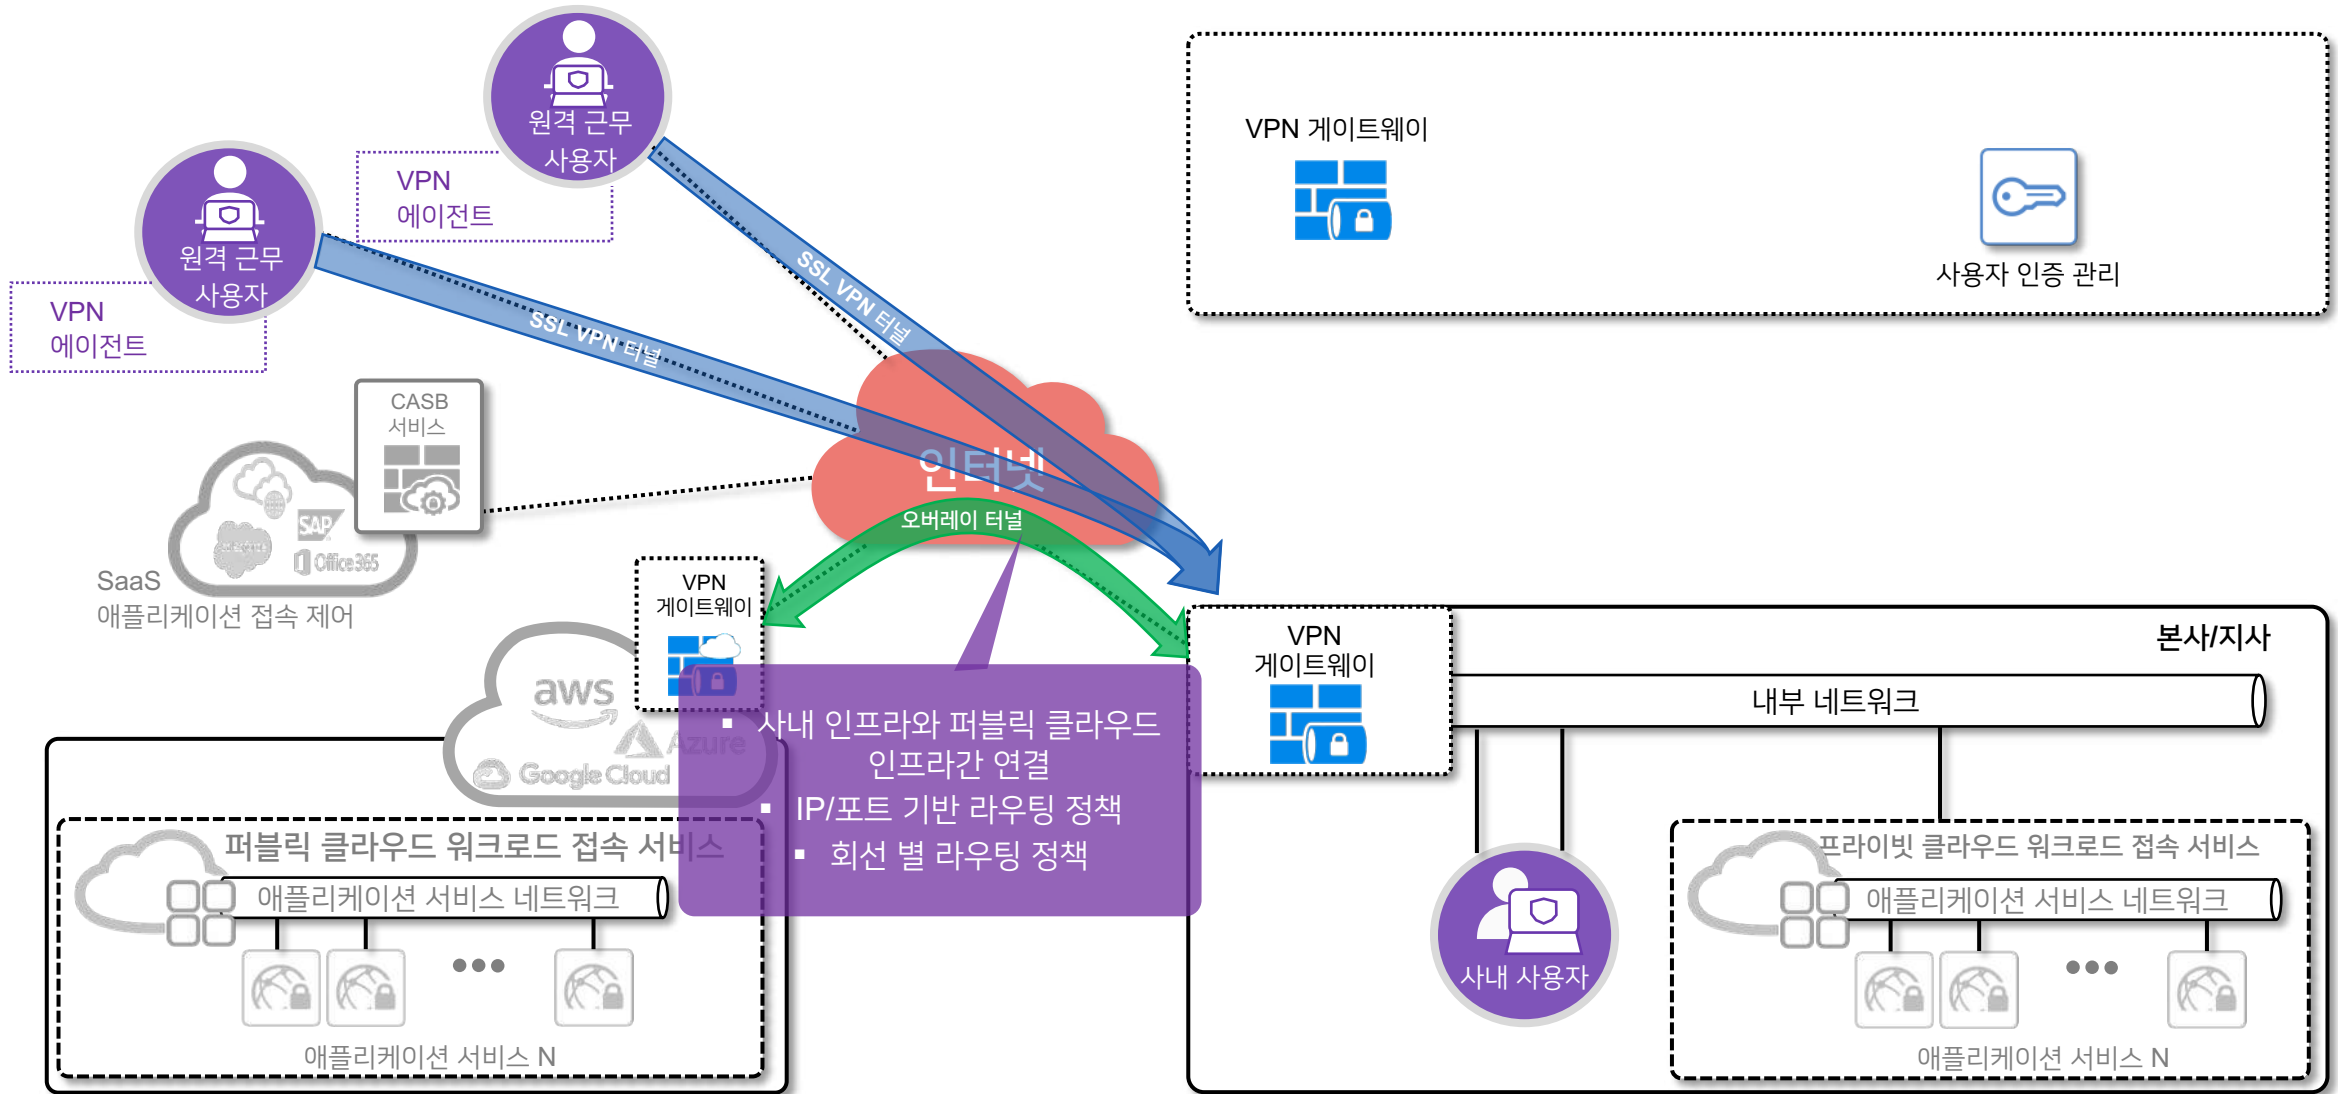 원격 근무
사용자
VPN
에이전트
원격 근무
사용자
VPN
에이전트
SSL VPN 터널
SSL VPN 터널
VPN 게이트웨이
사용자 인증 관리
CASB
서비스
SAP
salesforce
Office 365
SaaS
애플리케이션 접속 제어
인터넷
오버레이 터널
VPN
게이트웨이
aws
Azure
Google Cloud
사내 인프라와 퍼블릭 클라우드
인프라간 연결
IP/포트 기반 라우팅 정책
회선 별 라우팅 정책
퍼블릭 클라우드 워크로드 접속 서비스
애플리케이션 서비스 네트워크
애플리케이션 서비스 N
VPN
게이트웨이
본사/지사
내부 네트워크
사내 사용자
프라이빗 클라우드 워크로드 접속 서비스
애플리케이션 서비스 네트워크
애플리케이션 서비스 N